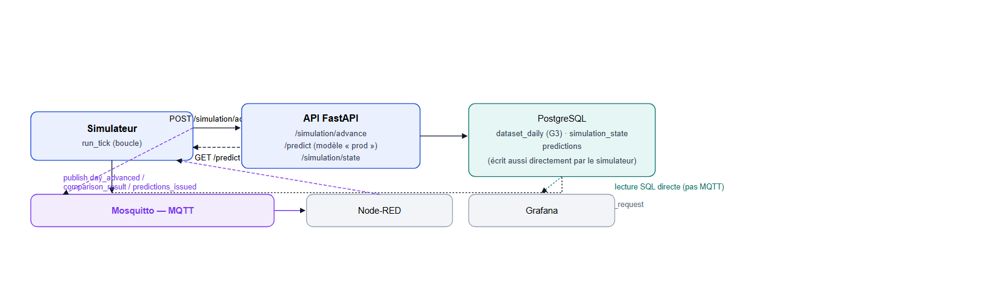 Simulateur
run_tick (boucle)
POST /simulation/ad
GET /predict
API FastAPI
/simulation/advance
/predict (modèle « prod »)
/simulation/state
PostgreSQL
dataset_daily (G3) · simulation_state
predictions
(écrit aussi directement par le simulateur)
publish day_advanced /
comparison_result / predictions_issued
lecture SQL directe (pas MQTT)
_request
Mosquitto — MQTT
Node-RED
Grafana